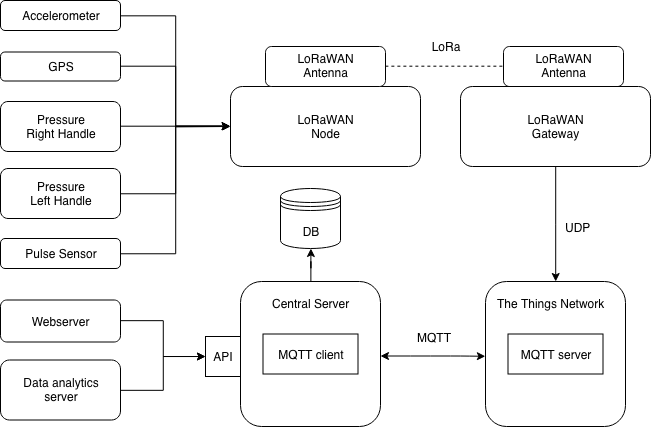 Accelerometer
GPS
Pressure
Right Handle
Pressure
Left Handle
Pulse Sensor
LoRaWAN
Antenna
LoRaWAN
Node
LoRa
LoRaWAN
Antenna
LoRaWAN
Gateway
UDP
DB
Webserver
Data analytics
server
API
Central Server
MQTT client
MQTT
The Things Network
MQTT server